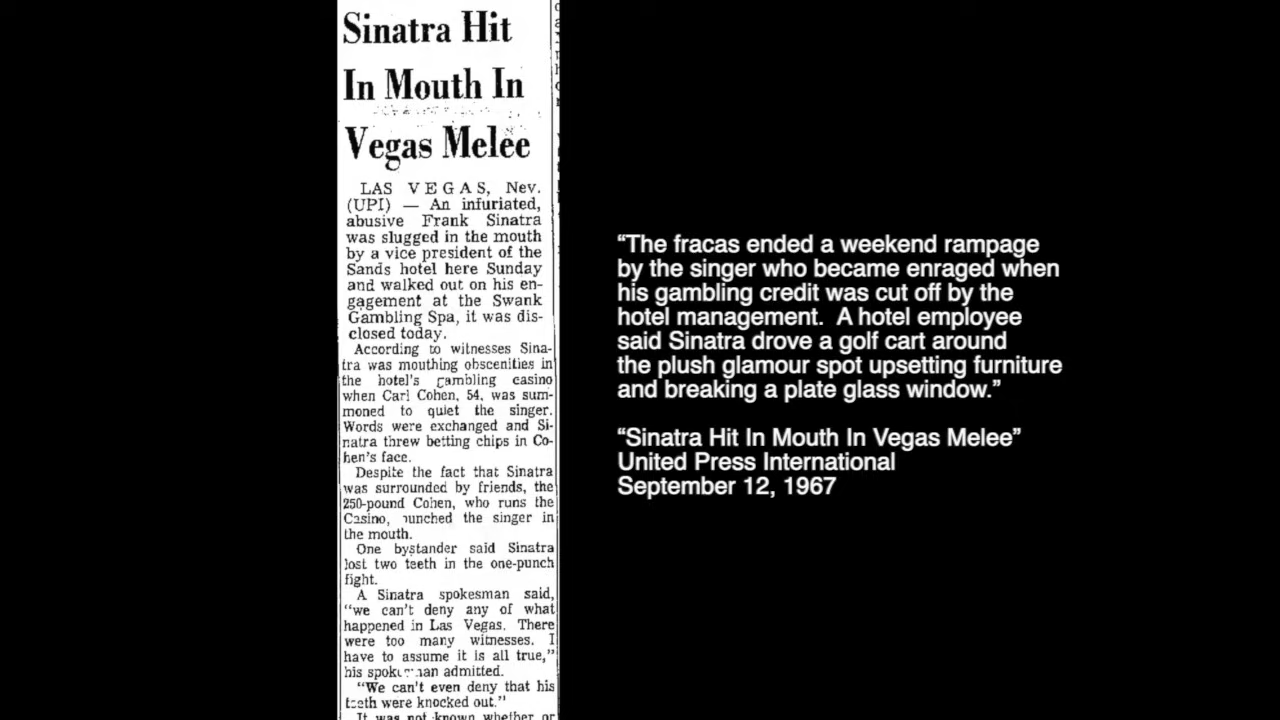 Sinatra Hit
In Mouth In
Vegas Melee
LAS VEGAS, Nev.
(UPI) — An infuriated,
abusive Frank Sinatra
was slugged in the mouth
by a vice president of the
Sands hotel here Sunday
and walked out on his en-
gagement at the Swank
Gambling Spa, it was dis-
closed today.
According to witnesses Sina-
tra was mouthing obscenities in
the hotel's gambling casino
when Carl Cohen, 54, was sum-
moned to quiet the singer.
Words were exchanged and Si-
natra threw betting chips in Co-
hen's face.
Despite the fact that Sinatra
was surrounded by friends, the
250-pound Cohen, who runs the
Casino, punched the singer in
the mouth.
One bystander said Sinatra
lost two teeth in the one-punch
fight.
A Sinatra spokesman said,
"we can't deny any of what
happened in Las Vegas. There
were too many witnesses. I
have to assume it is all true,"
his spokesman admitted.
"We can't even deny that his
teeth were knocked out."
It was not known whether or
“The fracas ended a weekend rampage
by the singer who became enraged when
his gambling credit was cut off by the
hotel management.  A hotel employee
said Sinatra drove a golf cart around
the plush glamour spot upsetting furniture
and breaking a plate glass window.”
“Sinatra Hit In Mouth In Vegas Melee”
United Press International
September 12, 1967